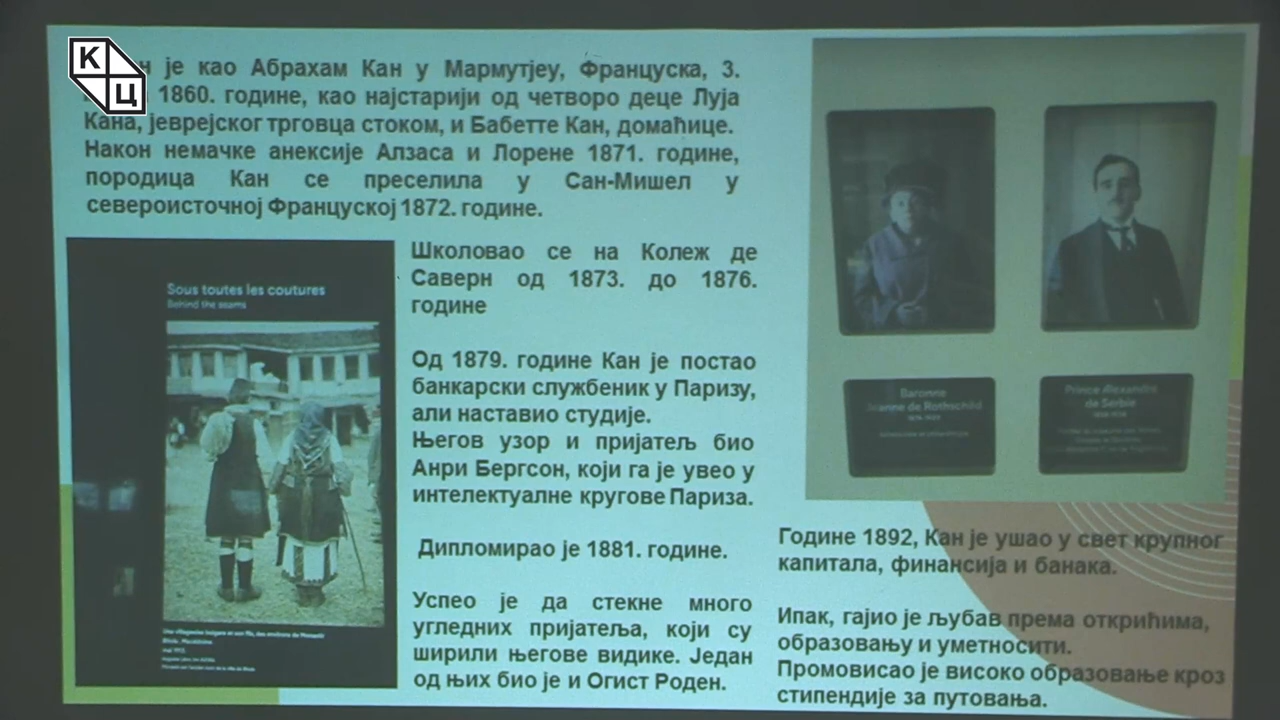 К
Ц
је као Абрахам Кан у Мармутјеу, Француска, 3.
1860. године, као најстарији од четворо деце Луја
Кана, јеврејског трговца стоком, и Бабетте Кан, домаћице.
Након немачке анексије Алзаса и Лорене 1871. године,
породица Кан се преселила у Сан-Мишел у
североисточној Француској 1872. године.
Sous toutes les coutures
Behind the seams
Школовао се на Колеж де
Саверн од 1873. до 1876.
године
Од 1879. године Кан је постао
банкарски службеник у Паризу,
али наставио студије.
Његов узор и пријатељ био
Анри Бергсон, који га је увео у
интелектуалне кругове Париза.
Дипломирао је 1881. године.
Успео је да стекне много
угледних пријатеља, који су
ширили његове видике. Један
од њих био је и Огист Роден.
Baronne
Jeanne de Rothschild
Prince Alexandre
de Serbie
Године 1892, Кан је ушао у свет крупног
капитала, финансија и банака.
Ипак, гајио је љубав према открићима,
образовању и уметносити.
Промовисао је високо образовање кроз
стипендије за путовања.